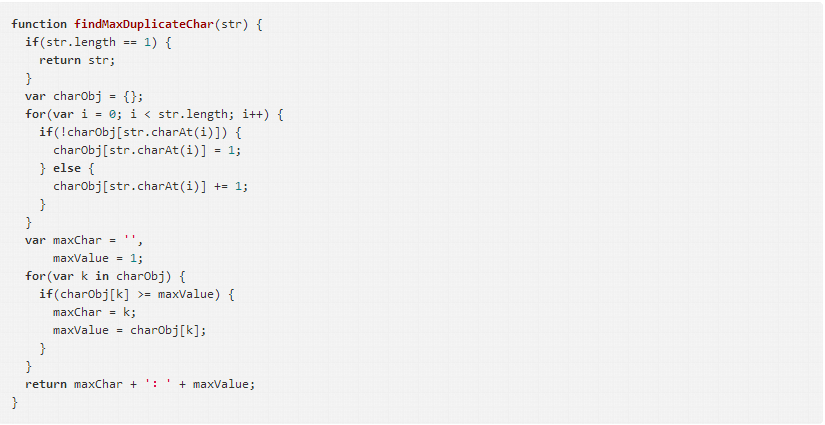 function findMaxDuplicateChar(str) {
  if(str.length == 1) {
    return str;
  }
  var charObj = {};
  for(var i = 0; i < str.length; i++) {
    if(!charObj[str.charAt(i)]) {
      charObj[str.charAt(i)] = 1;
    } else {
      charObj[str.charAt(i)] += 1;
    }
  }
  var maxChar = '',
      maxValue = 1;
  for(var k in charObj) {
    if(charObj[k] >= maxValue) {
      maxChar = k;
      maxValue = charObj[k];
    }
  }
  return maxChar + ': ' + maxValue;
}